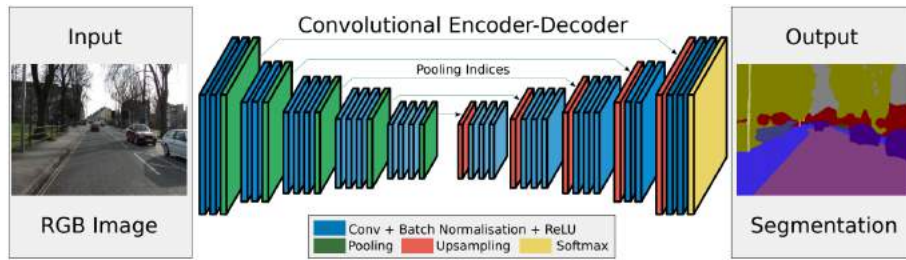 Input
Convolutional Encoder-Decoder
Output
Pooling Indices
RGB Image
Segmentation
Conv + Batch Normalisation + ReLU
Pooling
Upsampling
Softmax